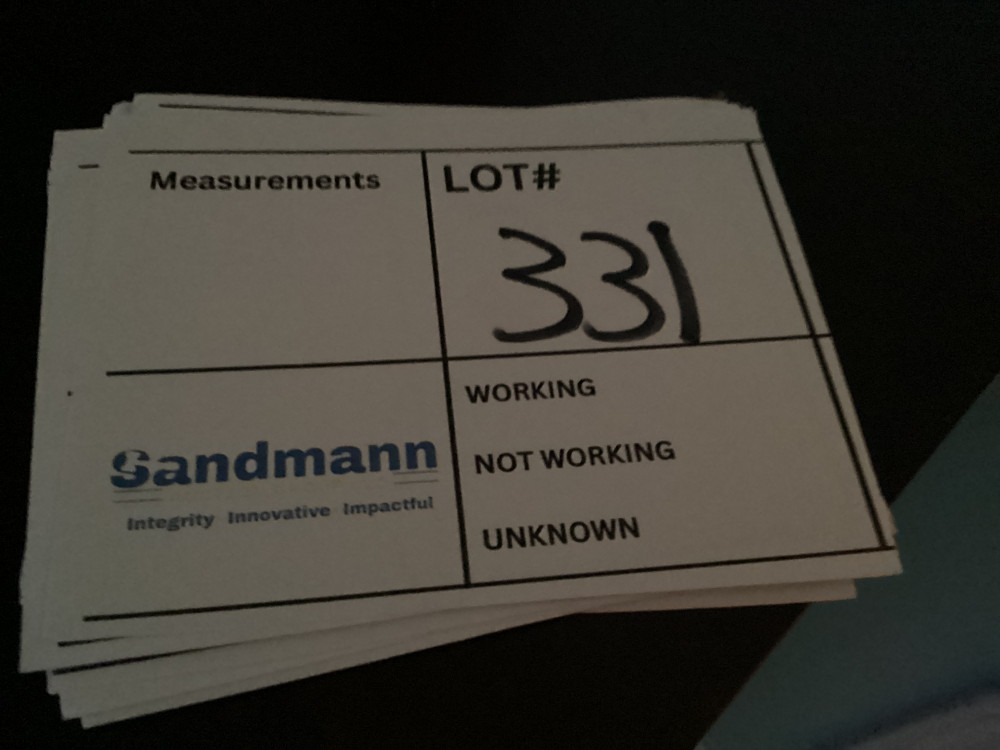 Measurements
LOT#
331
WORKING
NOT WORKING
UNKNOWN
Sandmann
Integrity Innovative Impactful